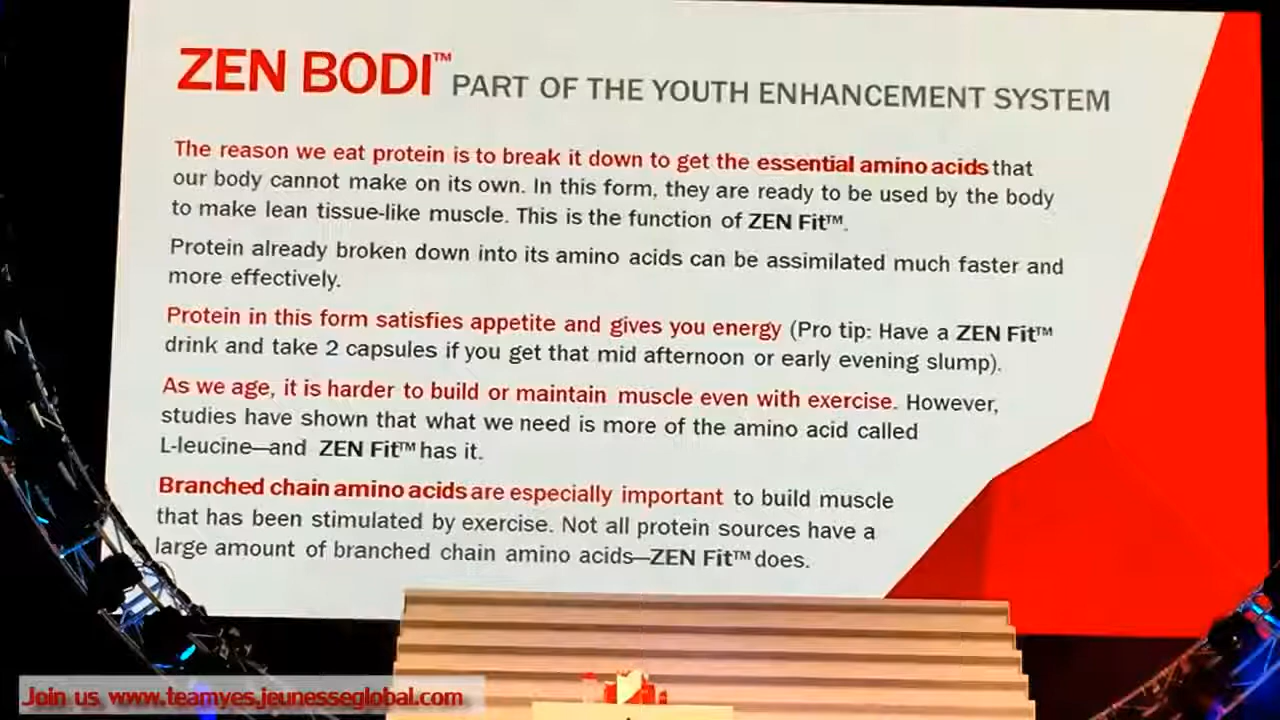 ZEN BODI™ PART OF THE YOUTH ENHANCEMENT SYSTEM
The reason we eat protein is to break it down to get the essential amino acids that
our body cannot make on its own. In this form, they are ready to be used by the body
to make lean tissue-like muscle. This is the function of ZEN Fit™.
Protein already broken down into its amino acids can be assimilated much faster and
more effectively.
Protein in this form satisfies appetite and gives you energy (Pro tip: Have a ZEN Fit™
drink and take 2 capsules if you get that mid afternoon or early evening slump).
As we age, it is harder to build or maintain muscle even with exercise. However,
studies have shown that what we need is more of the amino acid called
L-leucine—and ZEN Fit™ has it.
Branched chain amino acids are especially important to build muscle
that has been stimulated by exercise. Not all protein sources have a
large amount of branched chain amino acids—ZEN Fit™ does.
Join us www.teamyes.jeunesseglobal.com